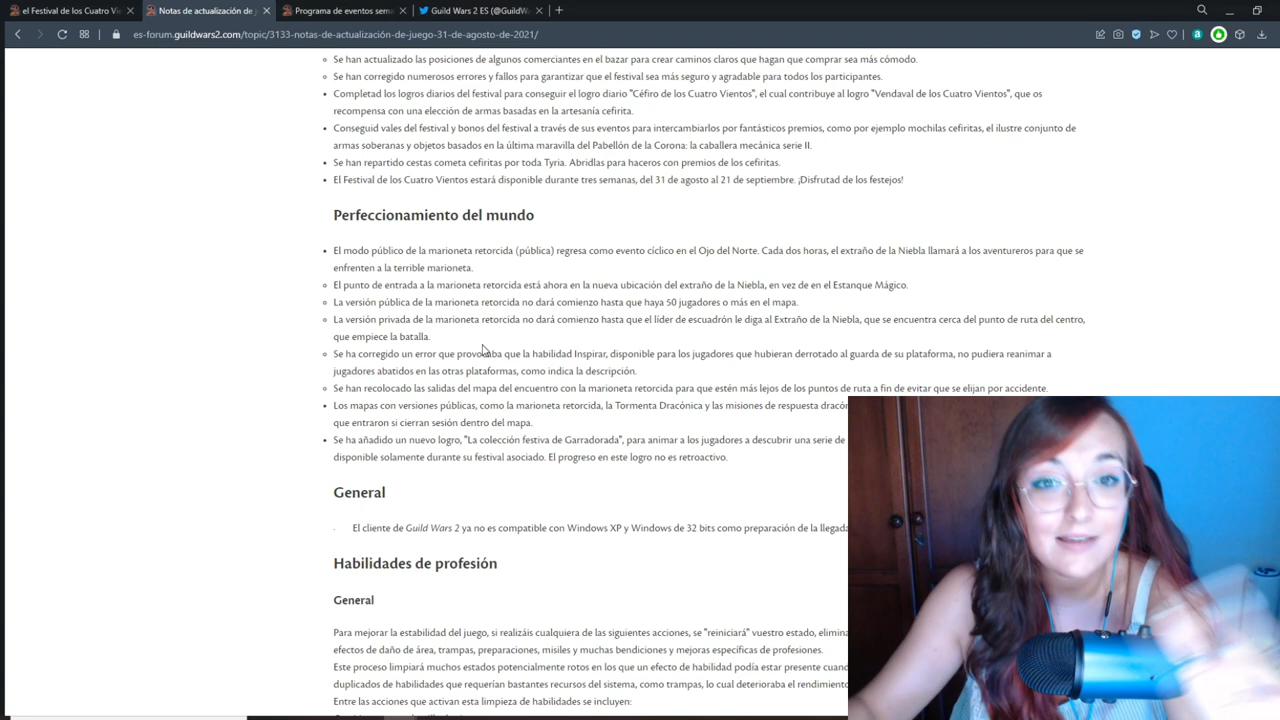 el Festival de los Cuatro Vie
Notas de actualización de j
Programa de eventos sema
Guild Wars 2 ES (@GuildWa
es-forum.guildwars2.com/topic/3133-notas-de-actualización-de-juego-31-de-agosto-de-2021/
Se han actualizado las posiciones de algunos comerciantes en el bazar para crear caminos claros que hagan que comprar sea más cómodo.
Se han corregido numerosos errores y fallos para garantizar que el festival sea más seguro y agradable para todos los participantes.
Completad los logros diarios del festival para conseguir el logro diario "Céfiro de los Cuatro Vientos", el cual contribuye al logro "Vendaval de los Cuatro Vientos", que os
recompensa con una elección de armas basadas en la artesanía cefirita.
Conseguid vales del festival y bonos del festival a través de sus eventos para intercambiarlos por fantásticos premios, como por ejemplo mochilas cefiritas, el ilustre conjunto de
armas soberanas y objetos basados en la última maravilla del Pabellón de la Corona: la caballera mecánica serie II.
Se han repartido cestas cometa cefiritas por toda Tyria. Abridlas para haceros con premios de los cefiritas.
El Festival de los Cuatro Vientos estará disponible durante tres semanas, del 31 de agosto al 21 de septiembre. ¡Disfrutad de los festejos!
Perfeccionamiento del mundo
El modo público de la marioneta retorcida (pública) regresa como evento cíclico en el Ojo del Norte. Cada dos horas, el extraño de la Niebla llamará a los aventureros para que se
enfrenten a la terrible marioneta.
El punto de entrada a la marioneta retorcida está ahora en la nueva ubicación del extraño de la Niebla, en vez de en el Estanque Mágico.
La versión pública de la marioneta retorcida no dará comienzo hasta que haya 50 jugadores o más en el mapa.
La versión privada de la marioneta retorcida no dará comienzo hasta que el líder de escuadrón le diga al Extraño de la Niebla, que se encuentra cerca del punto de ruta del centro,
que empiece la batalla.
Se ha corregido un error que provocaba que la habilidad Inspirar, disponible para los jugadores que hubieran derrotado al guarda de su plataforma, no pudiera reanimar a
jugadores abatidos en las otras plataformas, como indica la descripción.
Se han recolocado las salidas del mapa del encuentro con la marioneta retorcida para que estén más lejos de los puntos de ruta a fin de evitar que se elijan por accidente.
Los mapas con versiones públicas, como la marioneta retorcida, la Tormenta Dracónica y las misiones de respuesta dracón
que entraron si cierran sesión dentro del mapa.
Se ha añadido un nuevo logro, "La colección festiva de Garradorada", para animar a los jugadores a descubrir una serie de
disponible solamente durante su festival asociado. El progreso en este logro no es retroactivo.
General
El cliente de Guild Wars 2 ya no es compatible con Windows XP y Windows de 32 bits como preparación de la llegada
Habilidades de profesión
General
Para mejorar la estabilidad del juego, si realizáis cualquiera de las siguientes acciones, se "reiniciará" vuestro estado, elimina
efectos de daño de área, trampas, preparaciones, misiles y muchas bendiciones y mejoras específicas de profesiones.
Este proceso limpiará muchos estados potencialmente rotos en los que un efecto de habilidad podía estar presente cuand
duplicados de habilidades que requerían bastantes recursos del sistema, como trampas, lo cual deterioraba el rendimiento
Entre las acciones que activan esta limpieza de habilidades se incluyen: